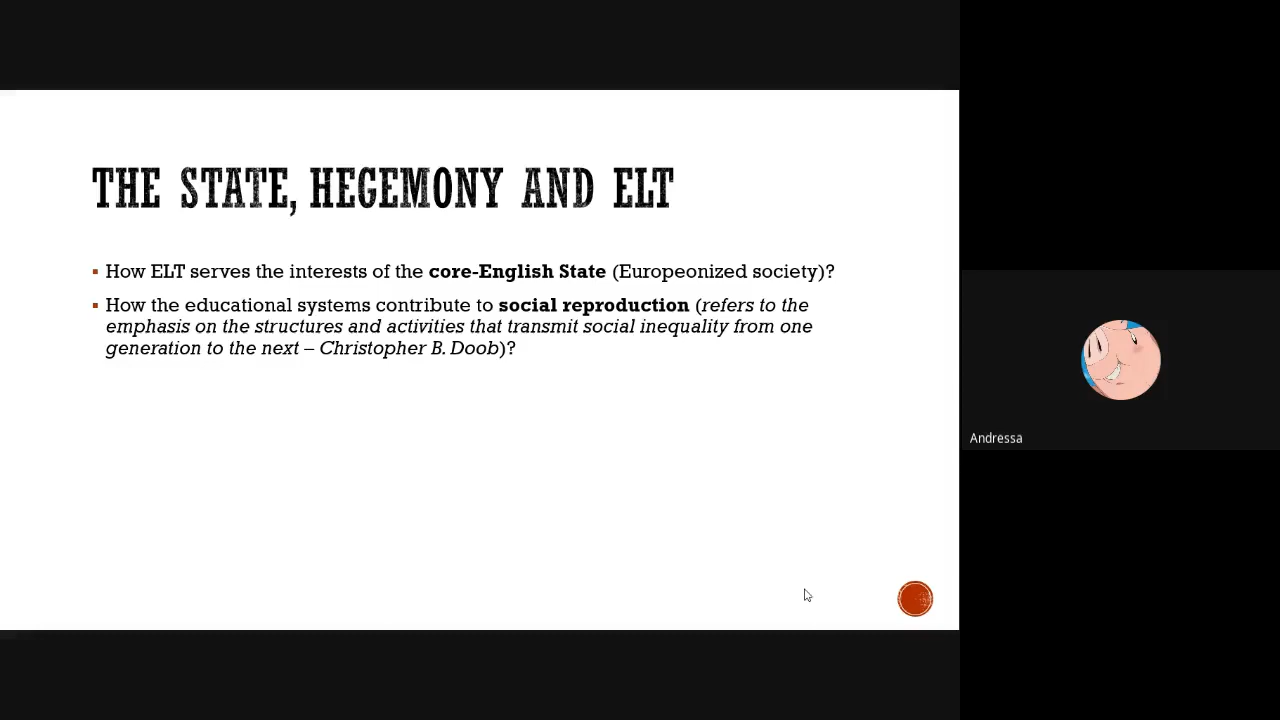 THE STATE, HEGEMONY AND ELT
▪ How ELT serves the interests of the core-English State (Europeonized society)?
▪ How the educational systems contribute to social reproduction (refers to the
emphasis on the structures and activities that transmit social inequality from one
generation to the next – Christopher B. Doob)?
Andressa